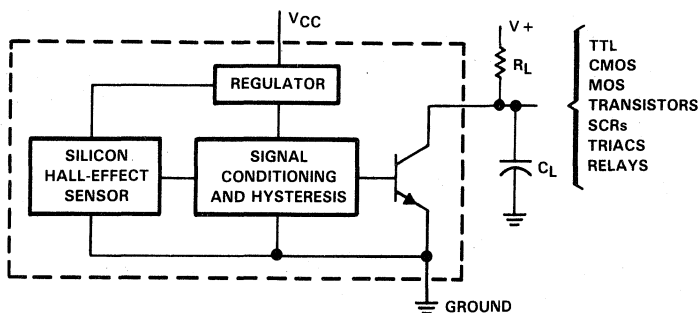 VCC
REGULATOR
SILICON
HALL-EFFECT
SENSOR
SIGNAL
CONDITIONING
AND HYSTERESIS
GROUND
V+
RL
CL
TTL
CMOS
MOS
TRANSISTORS
SCRs
TRIACS
RELAYS